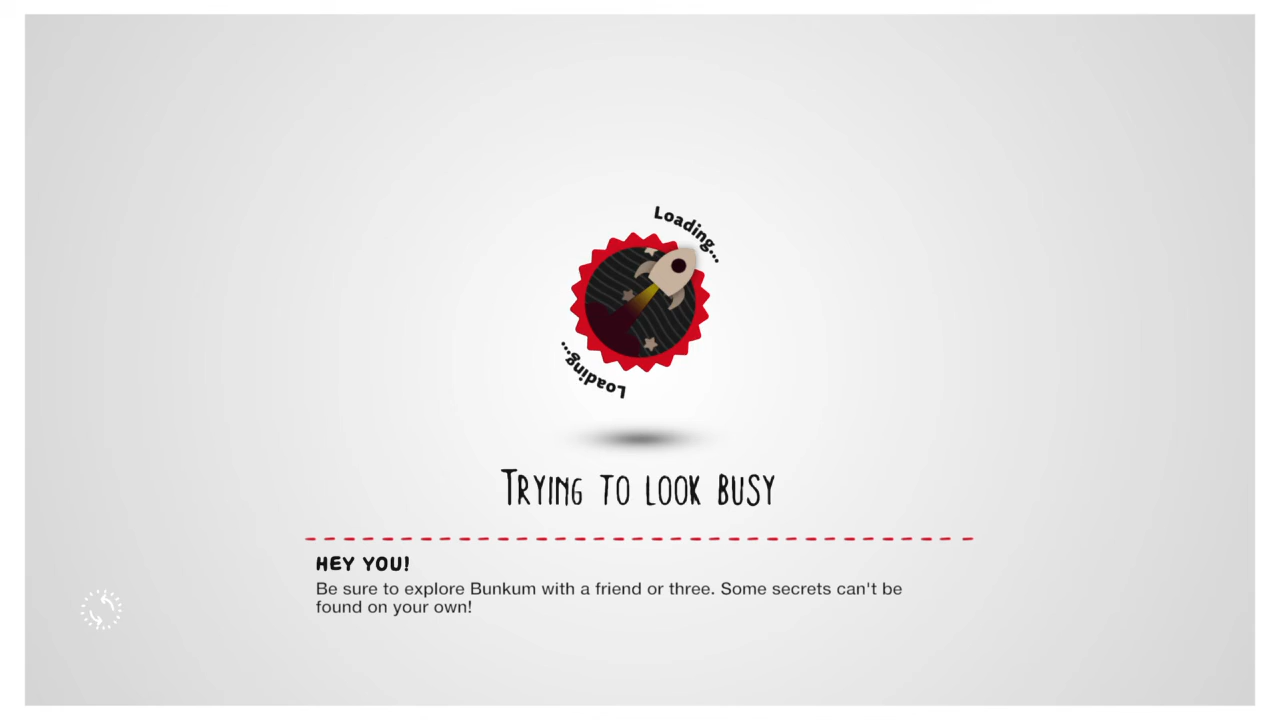 Loading...
Loading...
Trying to look busy
HEY YOU!
Be sure to explore Bunkum with a friend or three. Some secrets can't be
found on your own!